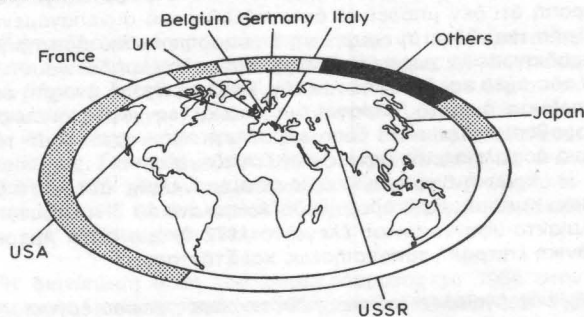 Belgium Germany
Italy
UK
Others
France
Japan
USA
USSR